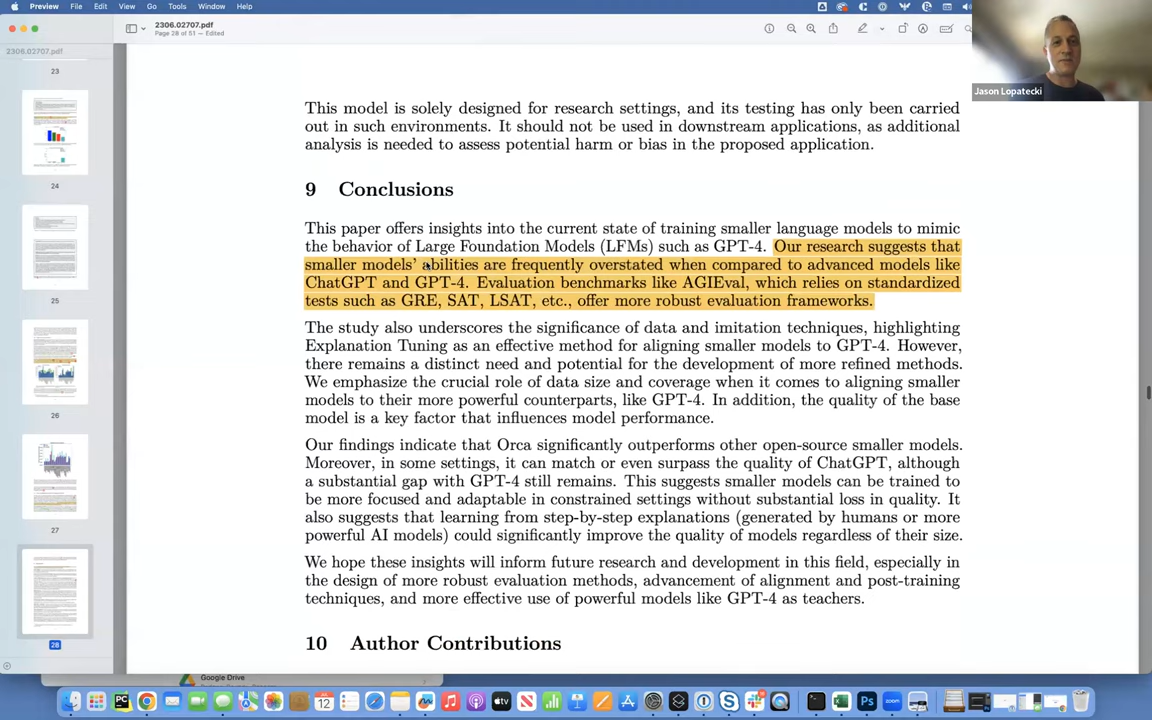 Preview File Edit View Go Tools Window Help
2306.02707.pdf
Page 28 of 51 – Edited
2306.02707.pdf
23
24
25
26
27
28
Jason Lopatecki
This model is solely designed for research settings, and its testing has only been carried
out in such environments. It should not be used in downstream applications, as additional
analysis is needed to assess potential harm or bias in the proposed application.
9 Conclusions
This paper offers insights into the current state of training smaller language models to mimic
the behavior of Large Foundation Models (LFMs) such as GPT-4. Our research suggests that
smaller models' abilities are frequently overstated when compared to advanced models like
ChatGPT and GPT-4. Evaluation benchmarks like AGIEval, which relies on standardized
tests such as GRE, SAT, LSAT, etc., offer more robust evaluation frameworks.
The study also underscores the significance of data and imitation techniques, highlighting
Explanation Tuning as an effective method for aligning smaller models to GPT-4. However,
there remains a distinct need and potential for the development of more refined methods.
We emphasize the crucial role of data size and coverage when it comes to aligning smaller
models to their more powerful counterparts, like GPT-4. In addition, the quality of the base
model is a key factor that influences model performance.
Our findings indicate that Orca significantly outperforms other open-source smaller models.
Moreover, in some settings, it can match or even surpass the quality of ChatGPT, although
a substantial gap with GPT-4 still remains. This suggests smaller models can be trained to
be more focused and adaptable in constrained settings without substantial loss in quality. It
also suggests that learning from step-by-step explanations (generated by humans or more
powerful AI models) could significantly improve the quality of models regardless of their size.
We hope these insights will inform future research and development in this field, especially in
the design of more robust evaluation methods, advancement of alignment and post-training
techniques, and more effective use of powerful models like GPT-4 as teachers.
10 Author Contributions
Google Drive
12
tv
PC
zoom
Ps